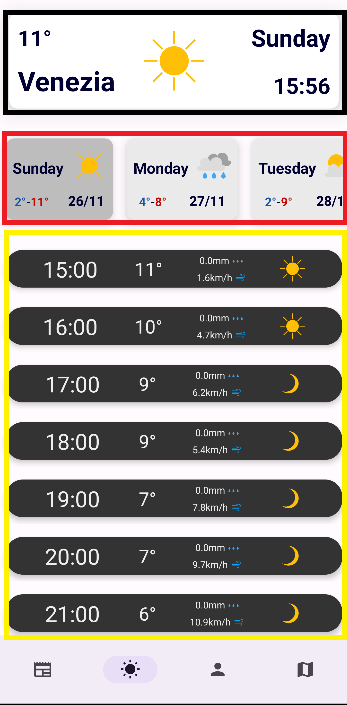 11°
Sunday
Venezia
15:56
Sunday
2°-11° 26/11
Monday
4°-8° 27/11
Tuesday
2°-9° 28/1
15:00 11° 0.0mm
1.6km/h
16:00 10° 0.0mm
4.7km/h
17:00 9° 0.0mm
6.2km/h
18:00 9° 0.0mm
5.4km/h
19:00 7° 0.0mm
7.8km/h
20:00 7° 0.0mm
9.7km/h
21:00 6° 0.0mm
10.9km/h